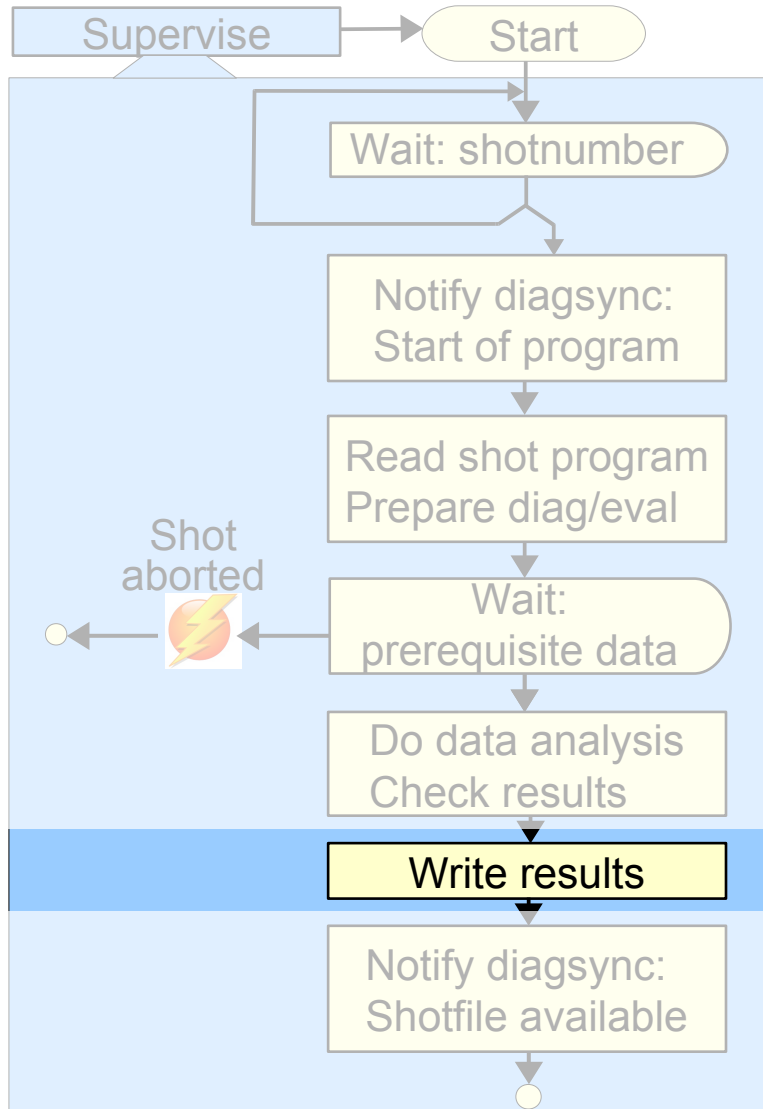 Supervise
Start
Wait: shotnumber
Notify diagsync:
Start of program
Read shot program
Prepare diag/eval
Shot
aborted
Wait:
prerequisite data
Do data analysis
Check results
Write results
Notify diagsync:
Shotfile available